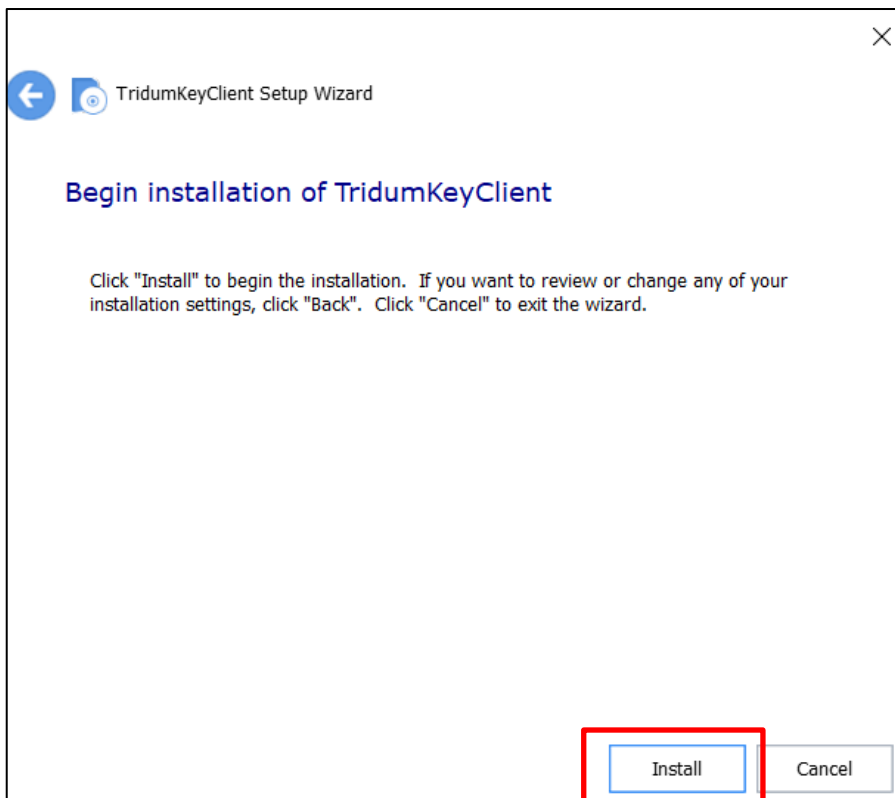 TridumKeyClient Setup Wizard
Begin installation of TridumKeyClient
Click "Install" to begin the installation.  If you want to review or change any of your
installation settings, click "Back".  Click "Cancel" to exit the wizard.
Install
Cancel